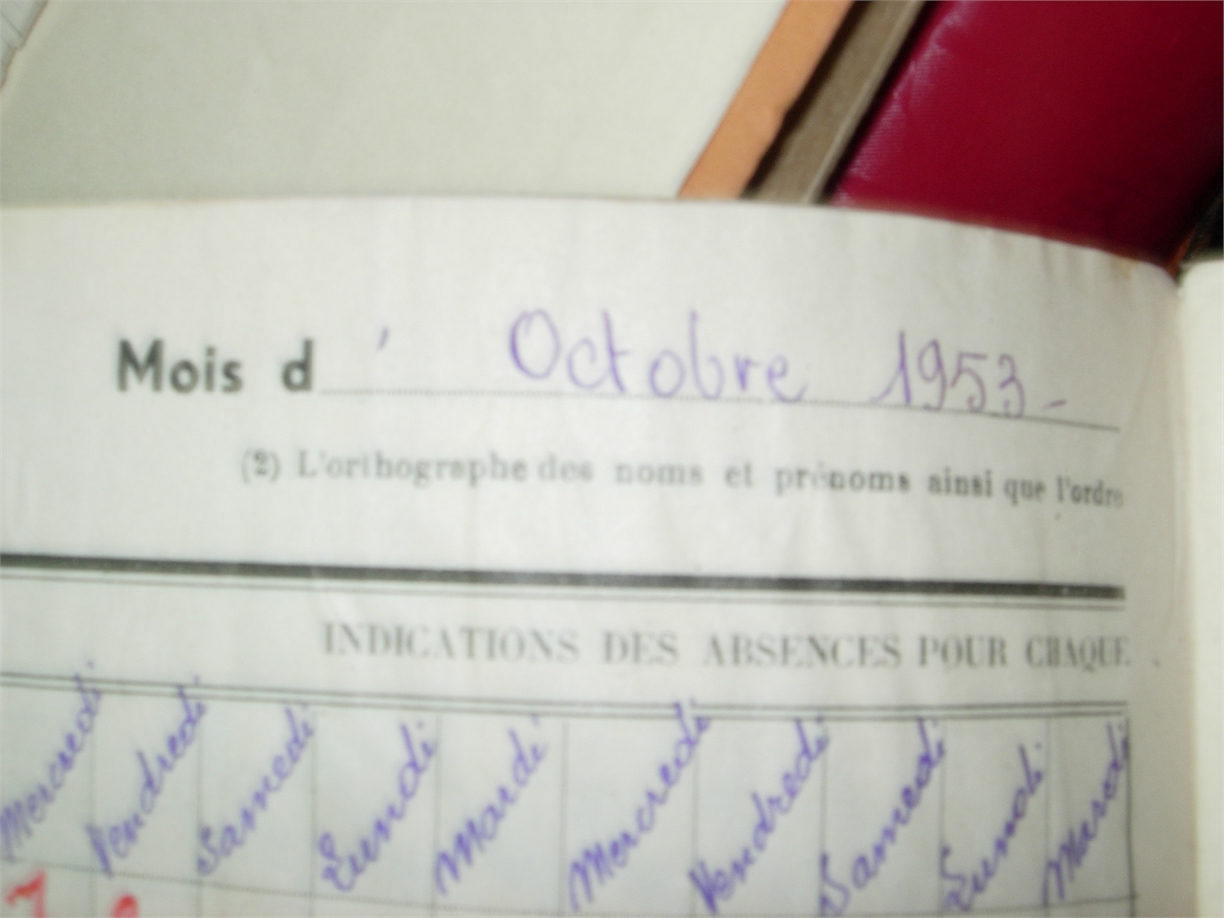 Mois d' Octobre 1953-
(2) L'orthographe des noms et prénoms ainsi que l'ordre
INDICATIONS DES ABSENCES POUR CHAQUE
Mercredi Vendredi Samedi Lundi Mardi Mercredi Vendredi Samedi Lundi Mardi